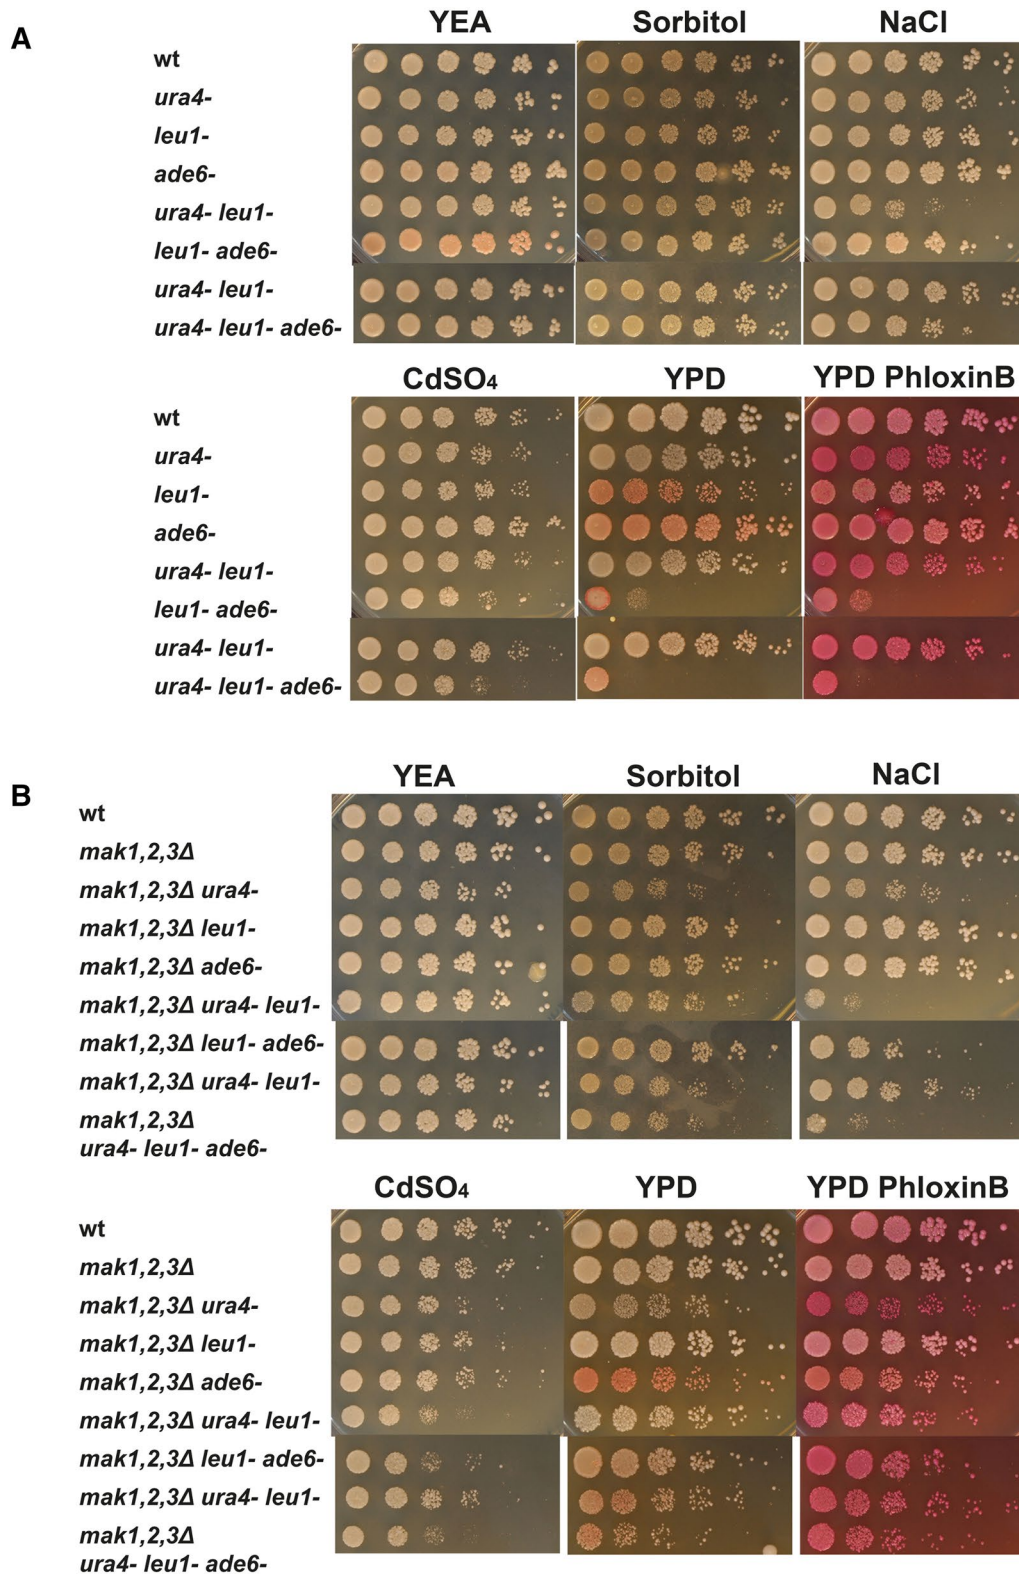 A
YEA Sorbitol NaCl
wt
ura4-
leu1-
ade6-
ura4- leu1-
leu1- ade6-
ura4- leu1-
ura4- leu1- ade6-
CdSO₄ YPD YPD PhloxinB
wt
ura4-
leu1-
ade6-
ura4- leu1-
leu1- ade6-
ura4- leu1-
ura4- leu1- ade6-
B
YEA Sorbitol NaCl
wt
mak1,2,3Δ
mak1,2,3Δ ura4-
mak1,2,3Δ leu1-
mak1,2,3Δ ade6-
mak1,2,3Δ ura4- leu1-
mak1,2,3Δ leu1- ade6-
mak1,2,3Δ ura4- leu1-
mak1,2,3Δ
ura4- leu1- ade6-
CdSO₄ YPD YPD PhloxinB
wt
mak1,2,3Δ
mak1,2,3Δ ura4-
mak1,2,3Δ leu1-
mak1,2,3Δ ade6-
mak1,2,3Δ ura4- leu1-
mak1,2,3Δ leu1- ade6-
mak1,2,3Δ ura4- leu1-
mak1,2,3Δ
ura4- leu1- ade6-